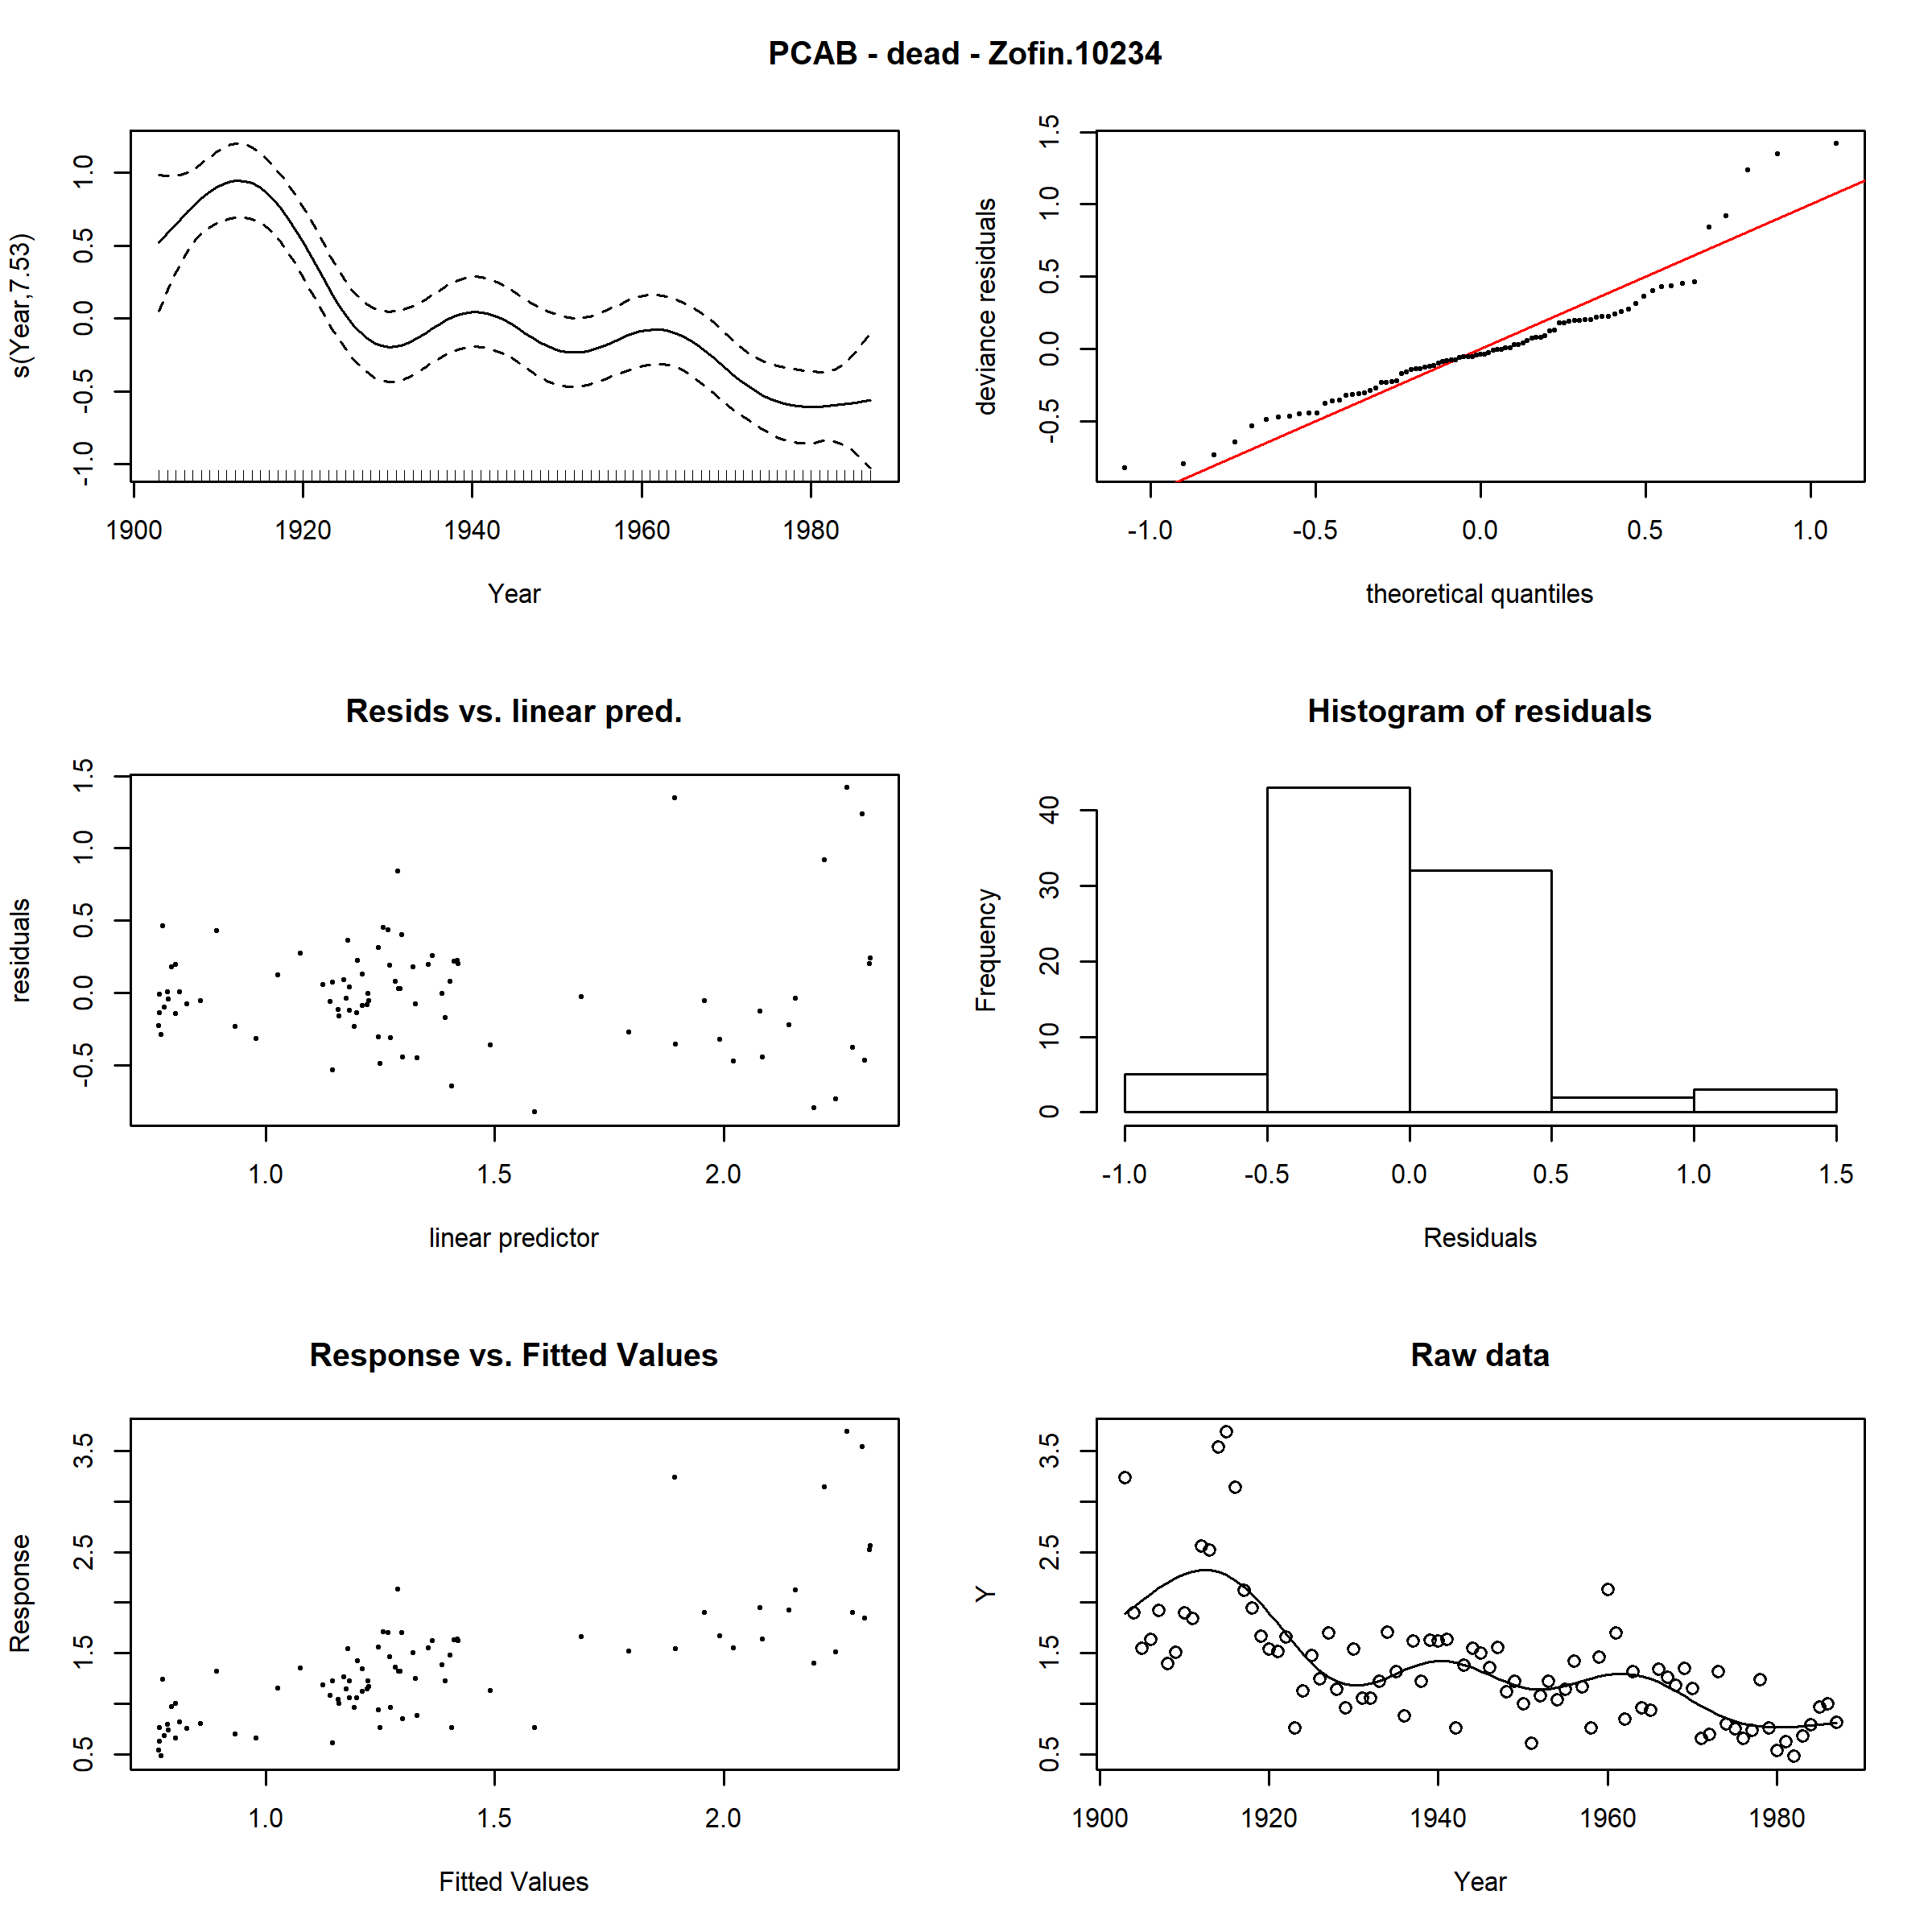 PCAB - dead - Zofin.10234
s(Year,7.53)
-1.0 -0.5 0.0 0.5 1.0
1900 1920 1940 1960 1980
Year
deviance residuals
-0.5 0.0 0.5 1.0 1.5
-1.0 -0.5 0.0 0.5 1.0
theoretical quantiles
Resids vs. linear pred.
residuals
-0.5 0.0 0.5 1.0 1.5
1.0 1.5 2.0
linear predictor
Histogram of residuals
Frequency
0 10 20 30 40
-1.0 -0.5 0.0 0.5 1.0 1.5
Residuals
Response vs. Fitted Values
Response
0.5 1.5 2.5 3.5
1.0 1.5 2.0
Fitted Values
Raw data
Y
0.5 1.5 2.5 3.5
1900 1920 1940 1960 1980
Year